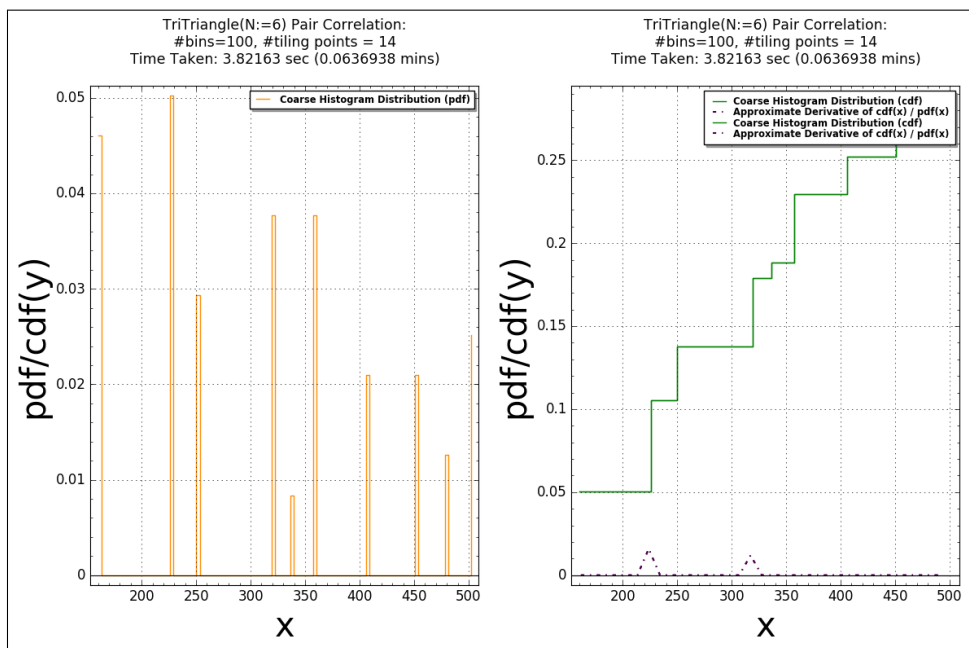 TriTriangle(N:=6) Pair Correlation:
#bins=100, #tiling points = 14
Time Taken: 3.82163 sec (0.0636938 mins)
Coarse Histogram Distribution (pdf)
0.05
0.04
0.03
0.02
0.01
0
pdf/cdf(y)
200 250 300 350 400 450 500
x
TriTriangle(N:=6) Pair Correlation:
#bins=100, #tiling points = 14
Time Taken: 3.82163 sec (0.0636938 mins)
Coarse Histogram Distribution (cdf)
Approximate Derivative of cdf(x) / pdf(x)
Coarse Histogram Distribution (cdf)
Approximate Derivative of cdf(x) / pdf(x)
0.25
0.2
0.15
0.1
0.05
0
pdf/cdf(y)
200 250 300 350 400 450 500
x